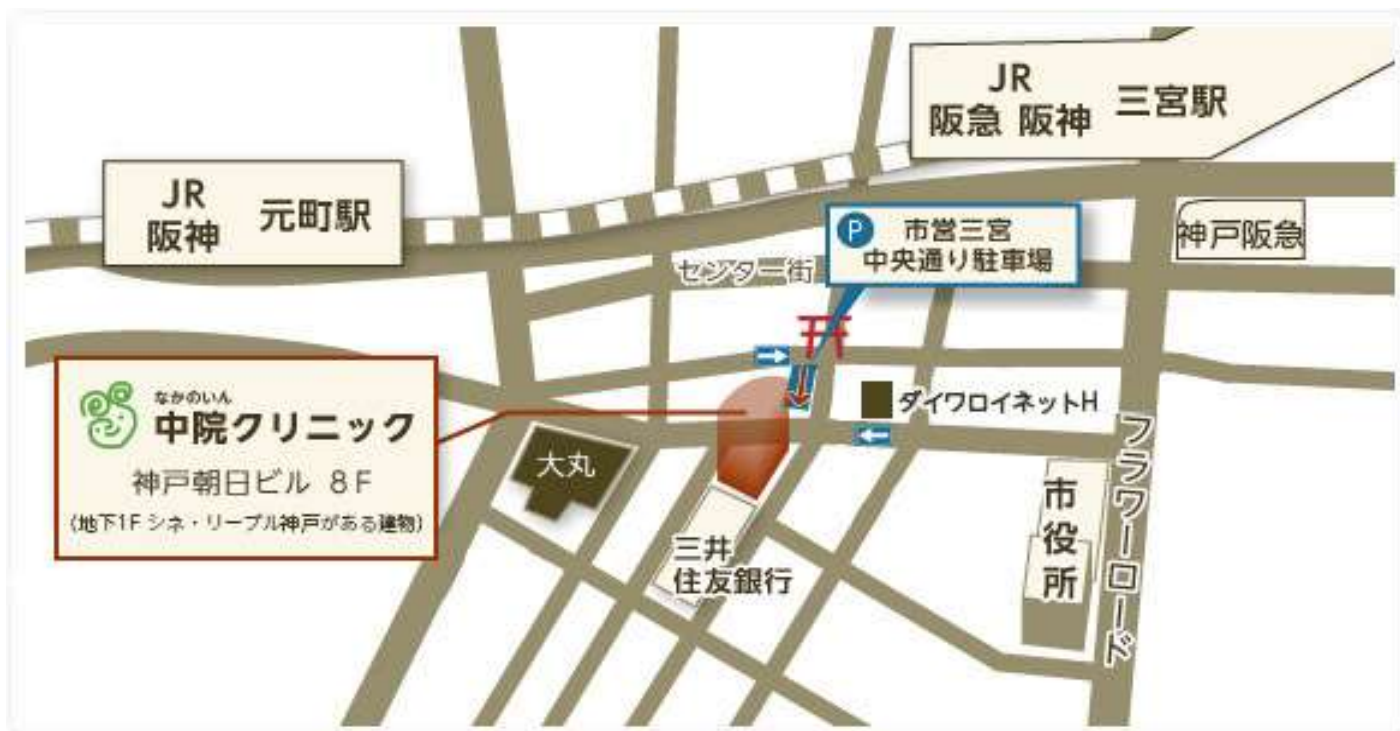 JR
阪急 阪神 三宮駅
JR
阪神 元町駅
神戸阪急
P 市営三宮
中央通り駐車場
センター街
なかのいん
中院クリニック
神戸朝日ビル 8F
(地下1F シネ・リーブル神戸がある建物)
ダイワロイネットH
大丸
フラワーロード
市役所
三井
住友銀行